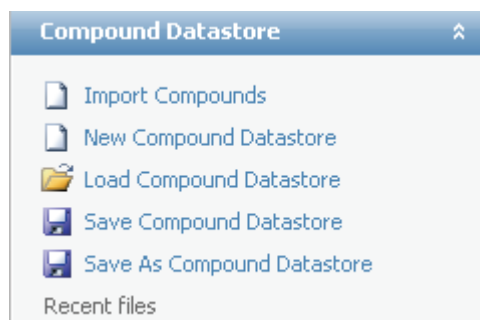 Compound Datastore
Import Compounds
New Compound Datastore
Load Compound Datastore
Save Compound Datastore
Save As Compound Datastore
Recent files